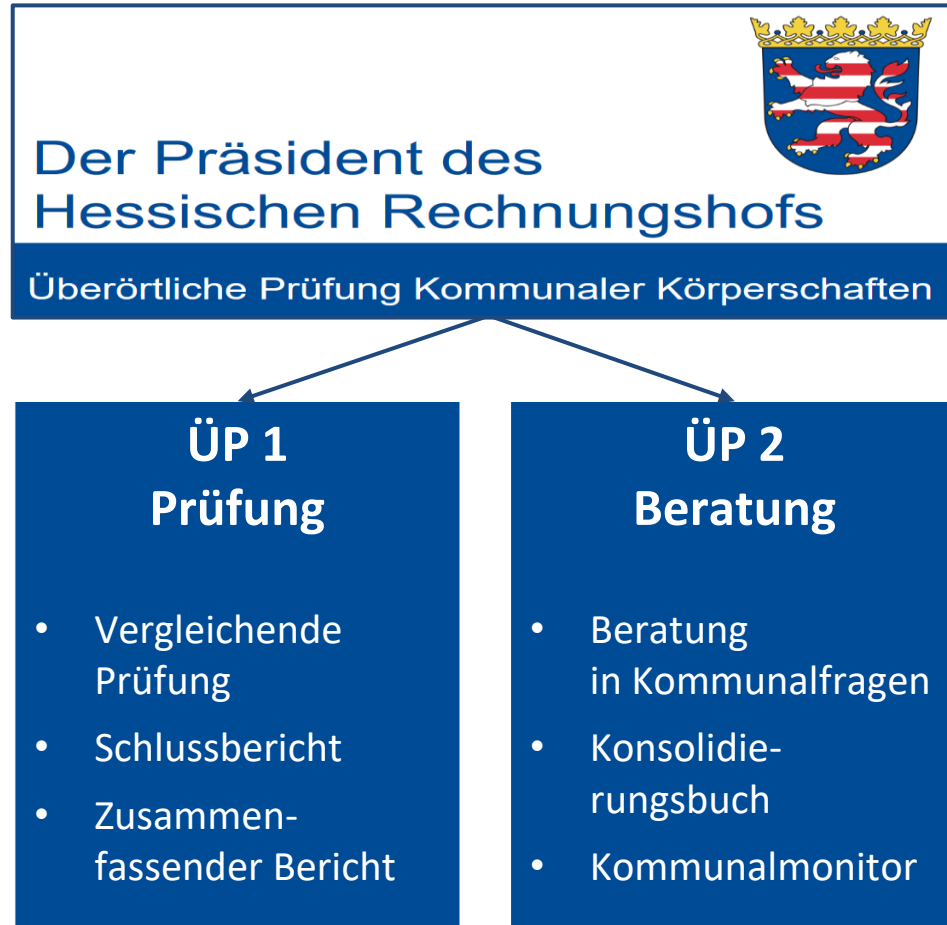 Der Präsident des
Hessischen Rechnungshofs
Überörtliche Prüfung Kommunaler Körperschaften
ÜP 1
Prüfung
• Vergleichende
Prüfung
• Schlussbericht
• Zusammen-
fassender Bericht
ÜP 2
Beratung
• Beratung
in Kommunalfragen
• Konsolidie-
rungsbuch
• Kommunalmonitor